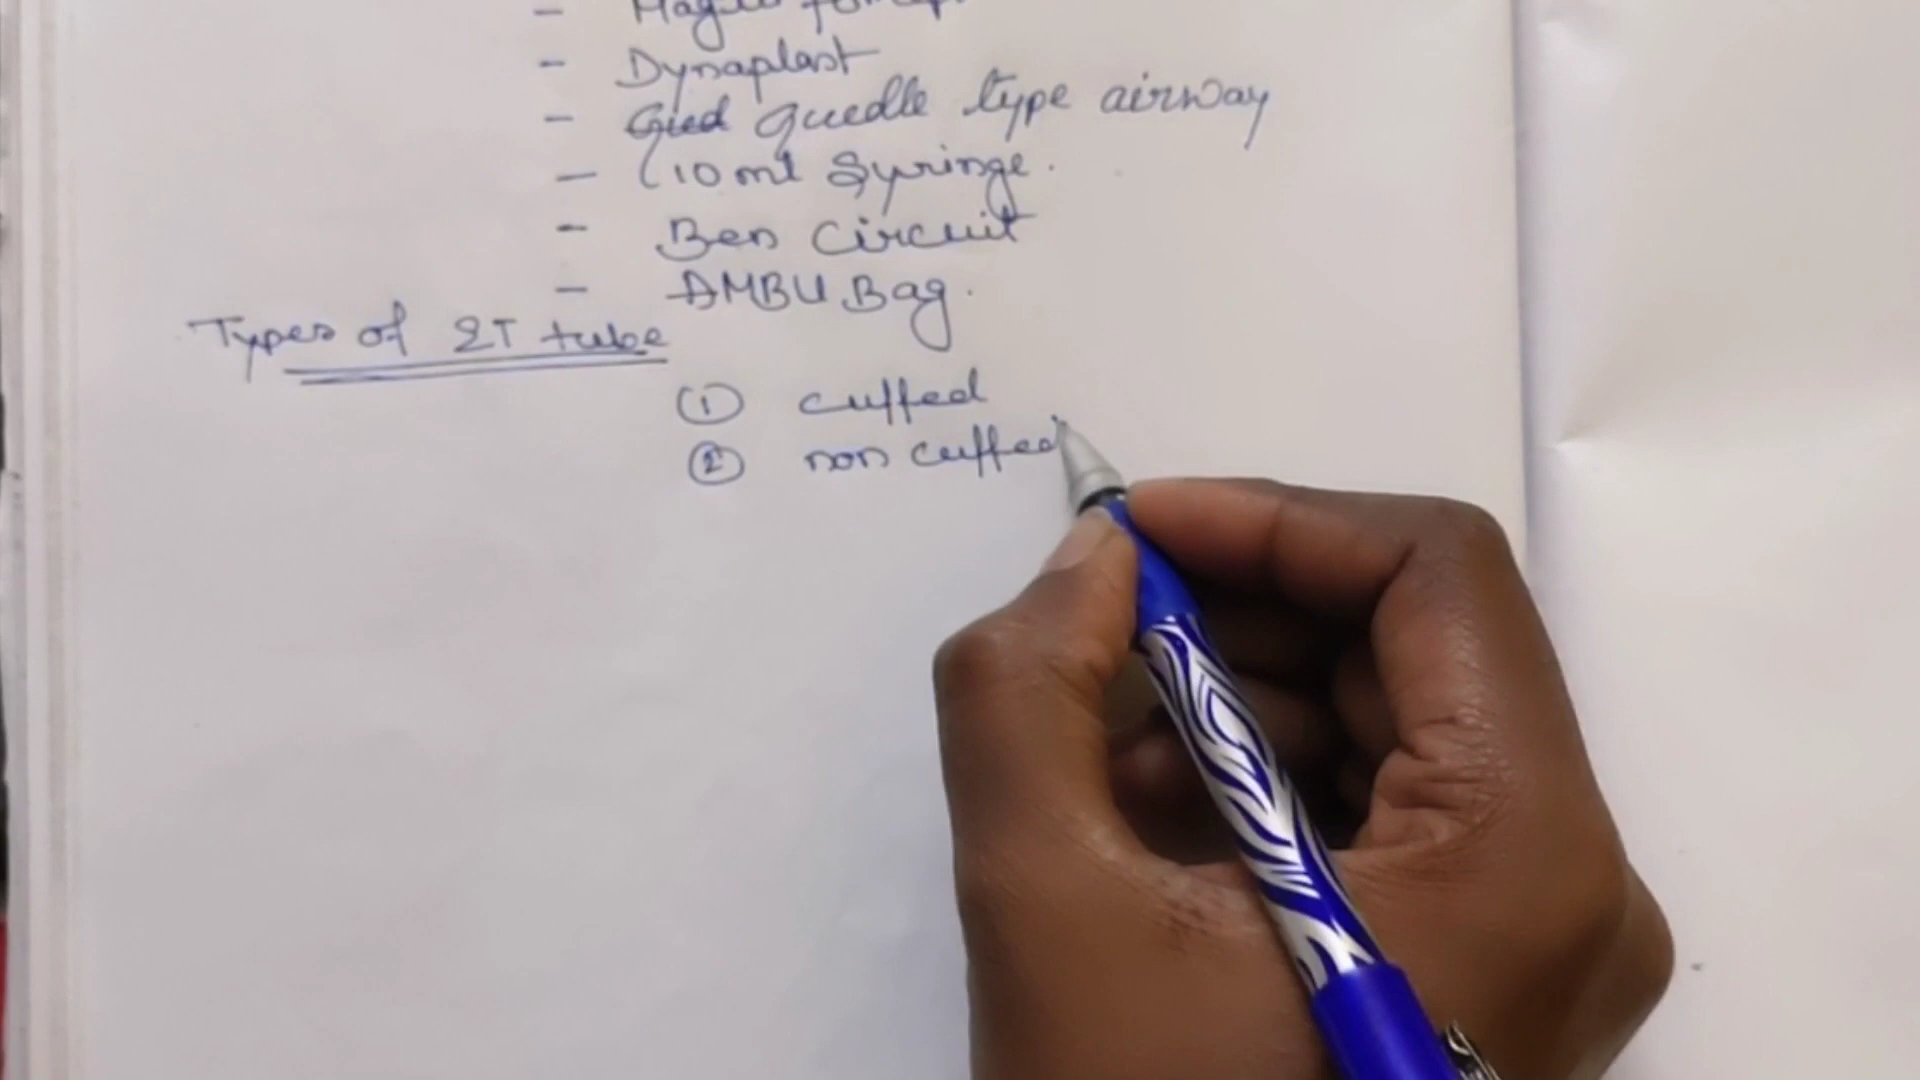 - Dynaplast
- Gued guedle type airway
- (10 ml Syringe.
- Ben Circuit
- AMBU Bag.
Types of ET tube
① cuffed
② non cuffed